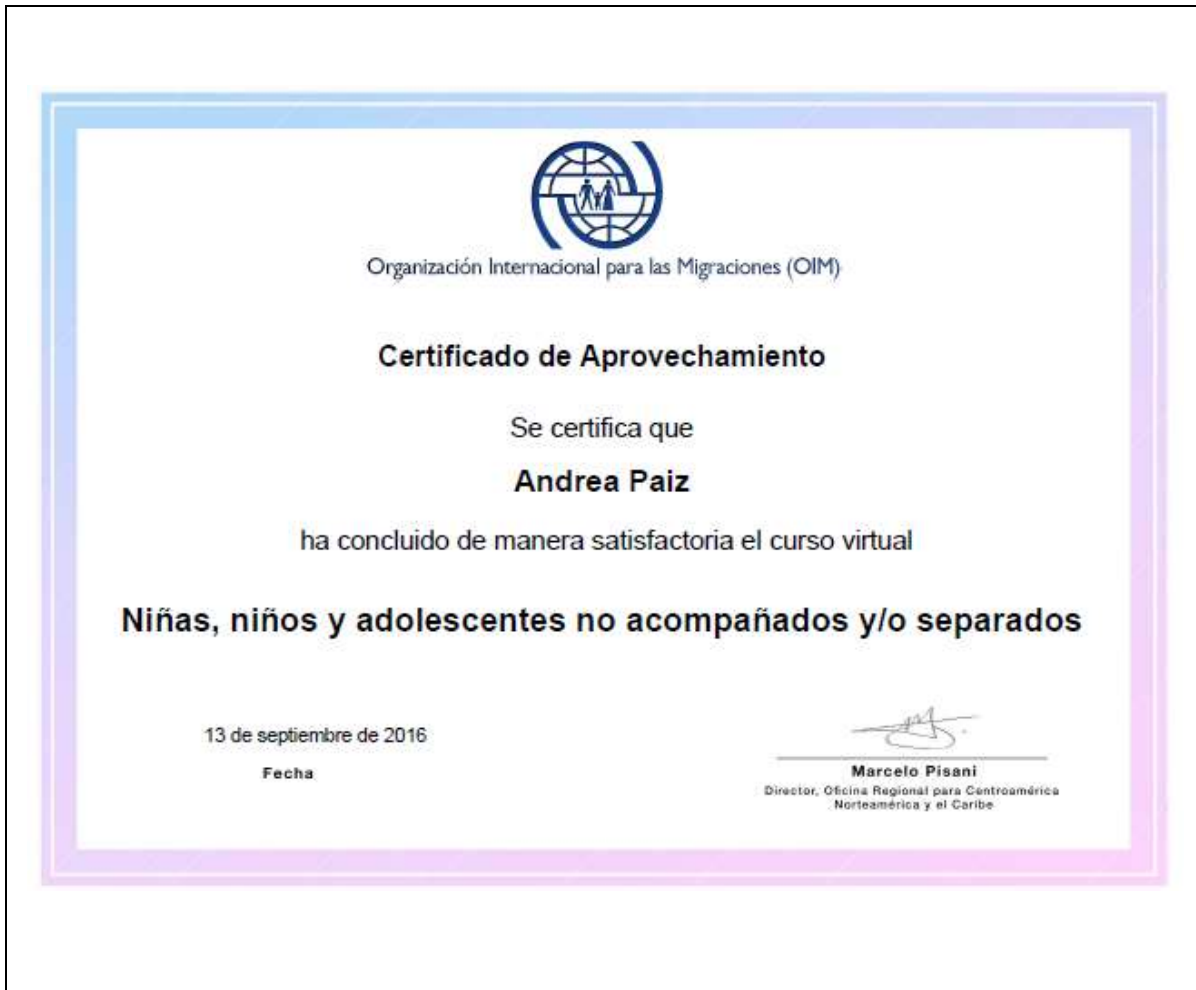 Organización Internacional para las Migraciones (OIM)
Certificado de Aprovechamiento
Se certifica que
Andrea Paiz
ha concluido de manera satisfactoria el curso virtual
Niñas, niños y adolescentes no acompañados y/o separados
13 de septiembre de 2016
Fecha
Marcelo Pisani
Director, Oficina Regional para Centroamérica
Norteamérica y el Caribe